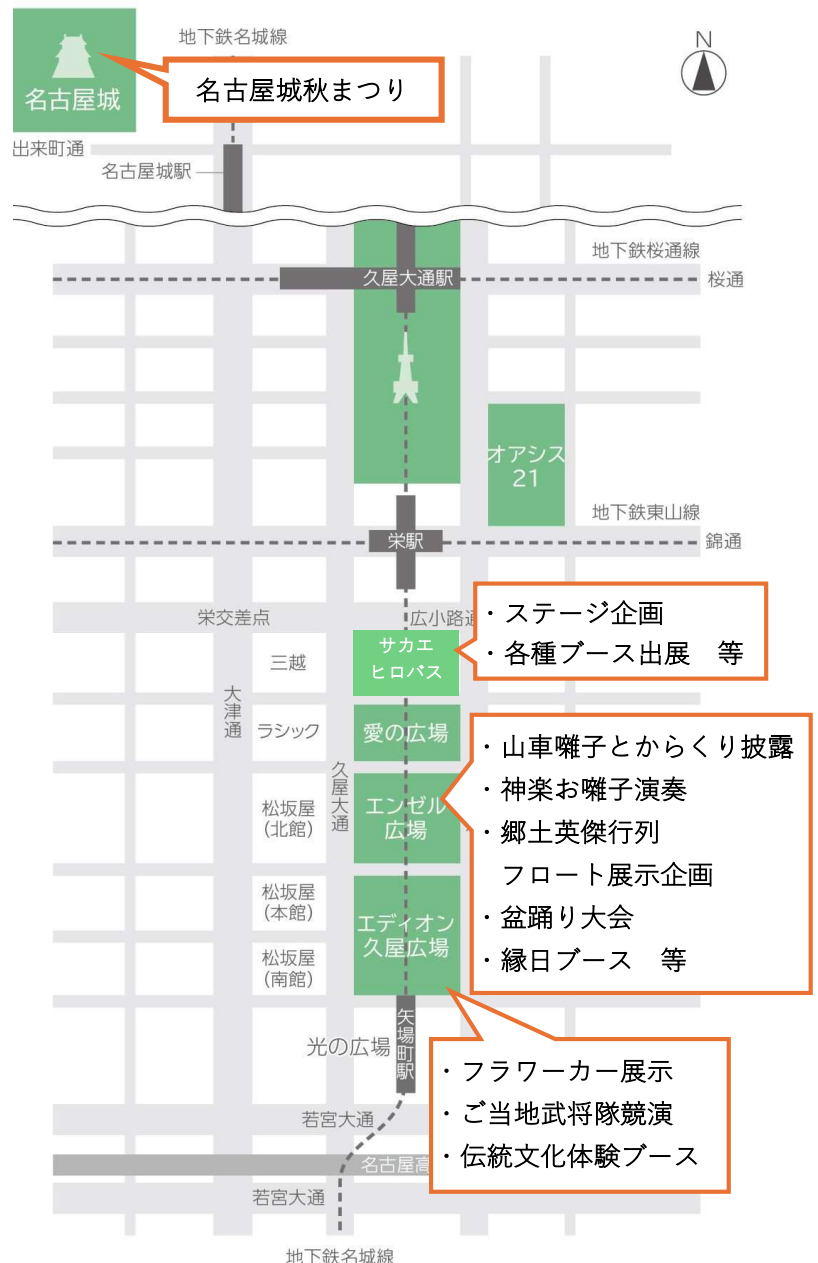 地下鉄名城線
N
名古屋城
名古屋城秋まつり
出来町通
名古屋城駅
地下鉄桜通線
久屋大通駅
桜通
オアシス
21
地下鉄東山線
栄駅
錦通
栄交差点
広小路通
・ステージ企画
・各種ブース出展　等
サカエ
ヒロバス
三越
大津通
ラシック
愛の広場
久屋大通
・山車囃子とからくり披露
・神楽お囃子演奏
・郷土英傑行列
フロート展示企画
・盆踊り大会
・縁日ブース　等
松坂屋
(北館)
エンゼル
広場
松坂屋
(本館)
エディオン
久屋広場
松坂屋
(南館)
矢場町駅
光の広場
・フラワーカー展示
・ご当地武将隊競演
・伝統文化体験ブース
若宮大通
名古屋高
若宮大通
地下鉄名城線